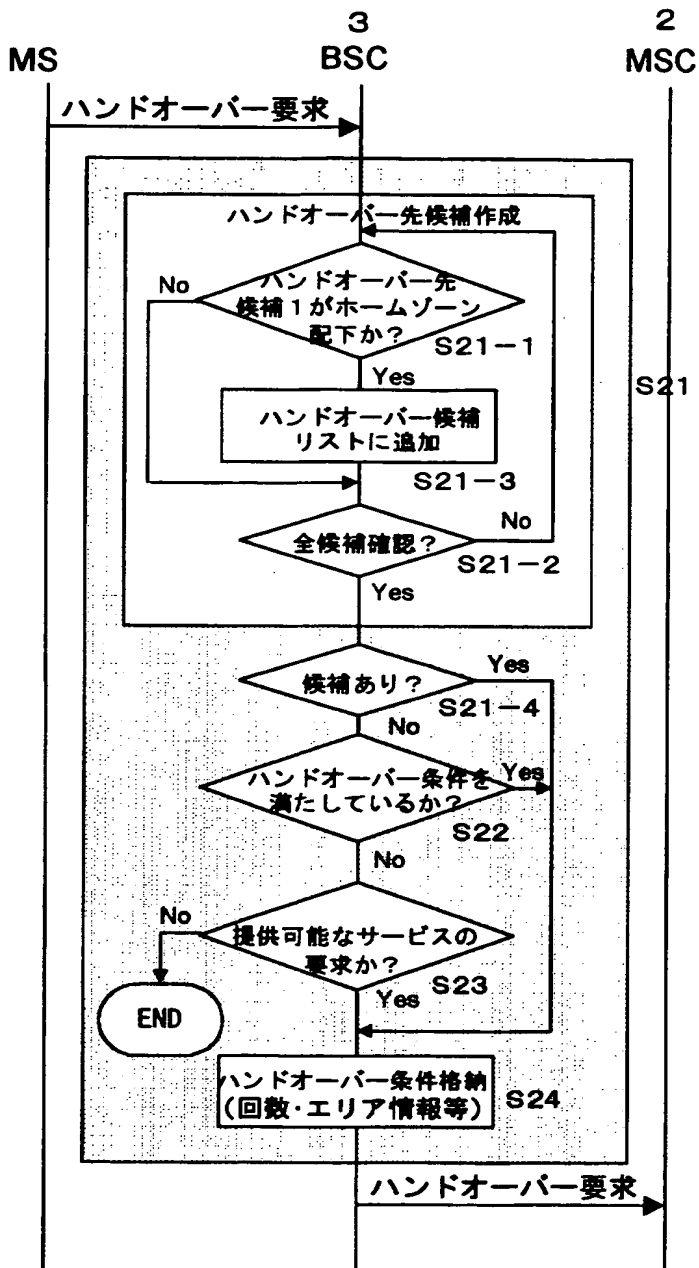 3
2
MS
BSC
MSC
ハンドオーバー要求
ハンドオーバー先候補作成
No
ハンドオーバー先
候補1がホームゾーン
配下か?
S21-1
Yes
S21
ハンドオーバー候補
リストに追加
S21-3
No
全候補確認?
S21-2
Yes
候補あり?
Yes
S21-4
No
ハンドオーバー条件を
満たしているか?
Yes
S22
No
No
提供可能なサービスの
要求か?
S23
Yes
END
ハンドオーバー条件格納
(回数・エリア情報等)
S24
ハンドオーバー要求